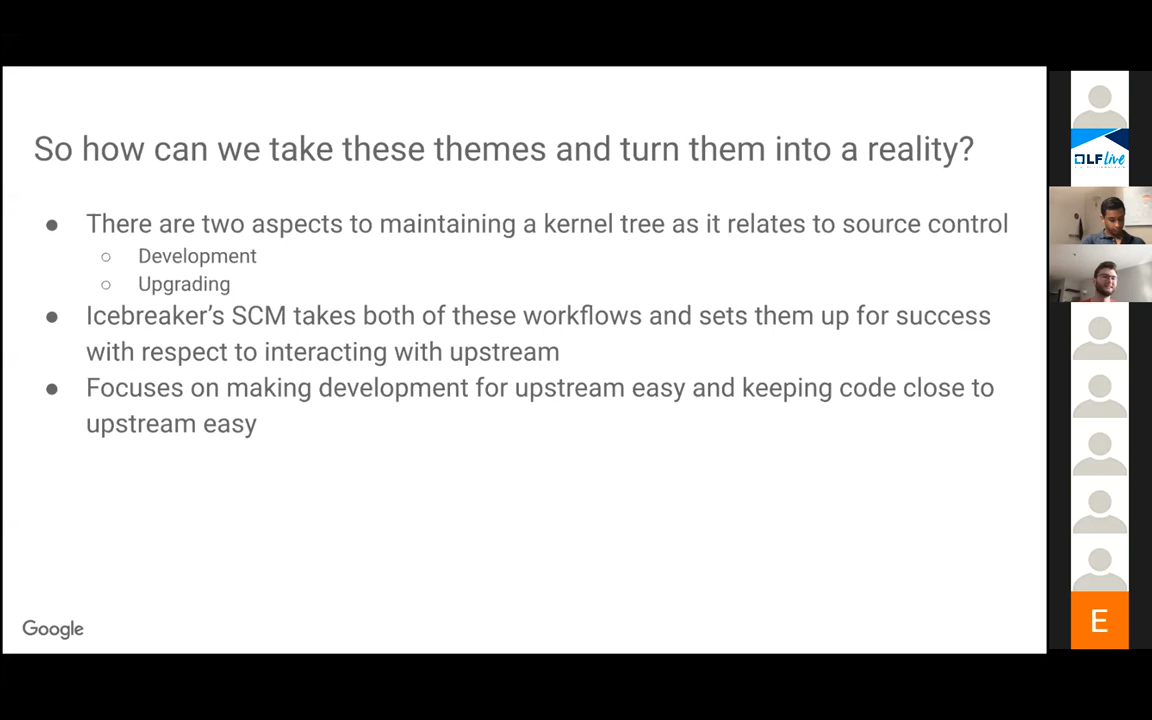 So how can we take these themes and turn them into a reality?
● There are two aspects to maintaining a kernel tree as it relates to source control
○ Development
○ Upgrading
● Icebreaker's SCM takes both of these workflows and sets them up for success
with respect to interacting with upstream
● Focuses on making development for upstream easy and keeping code close to
upstream easy
Google
LF Live
E